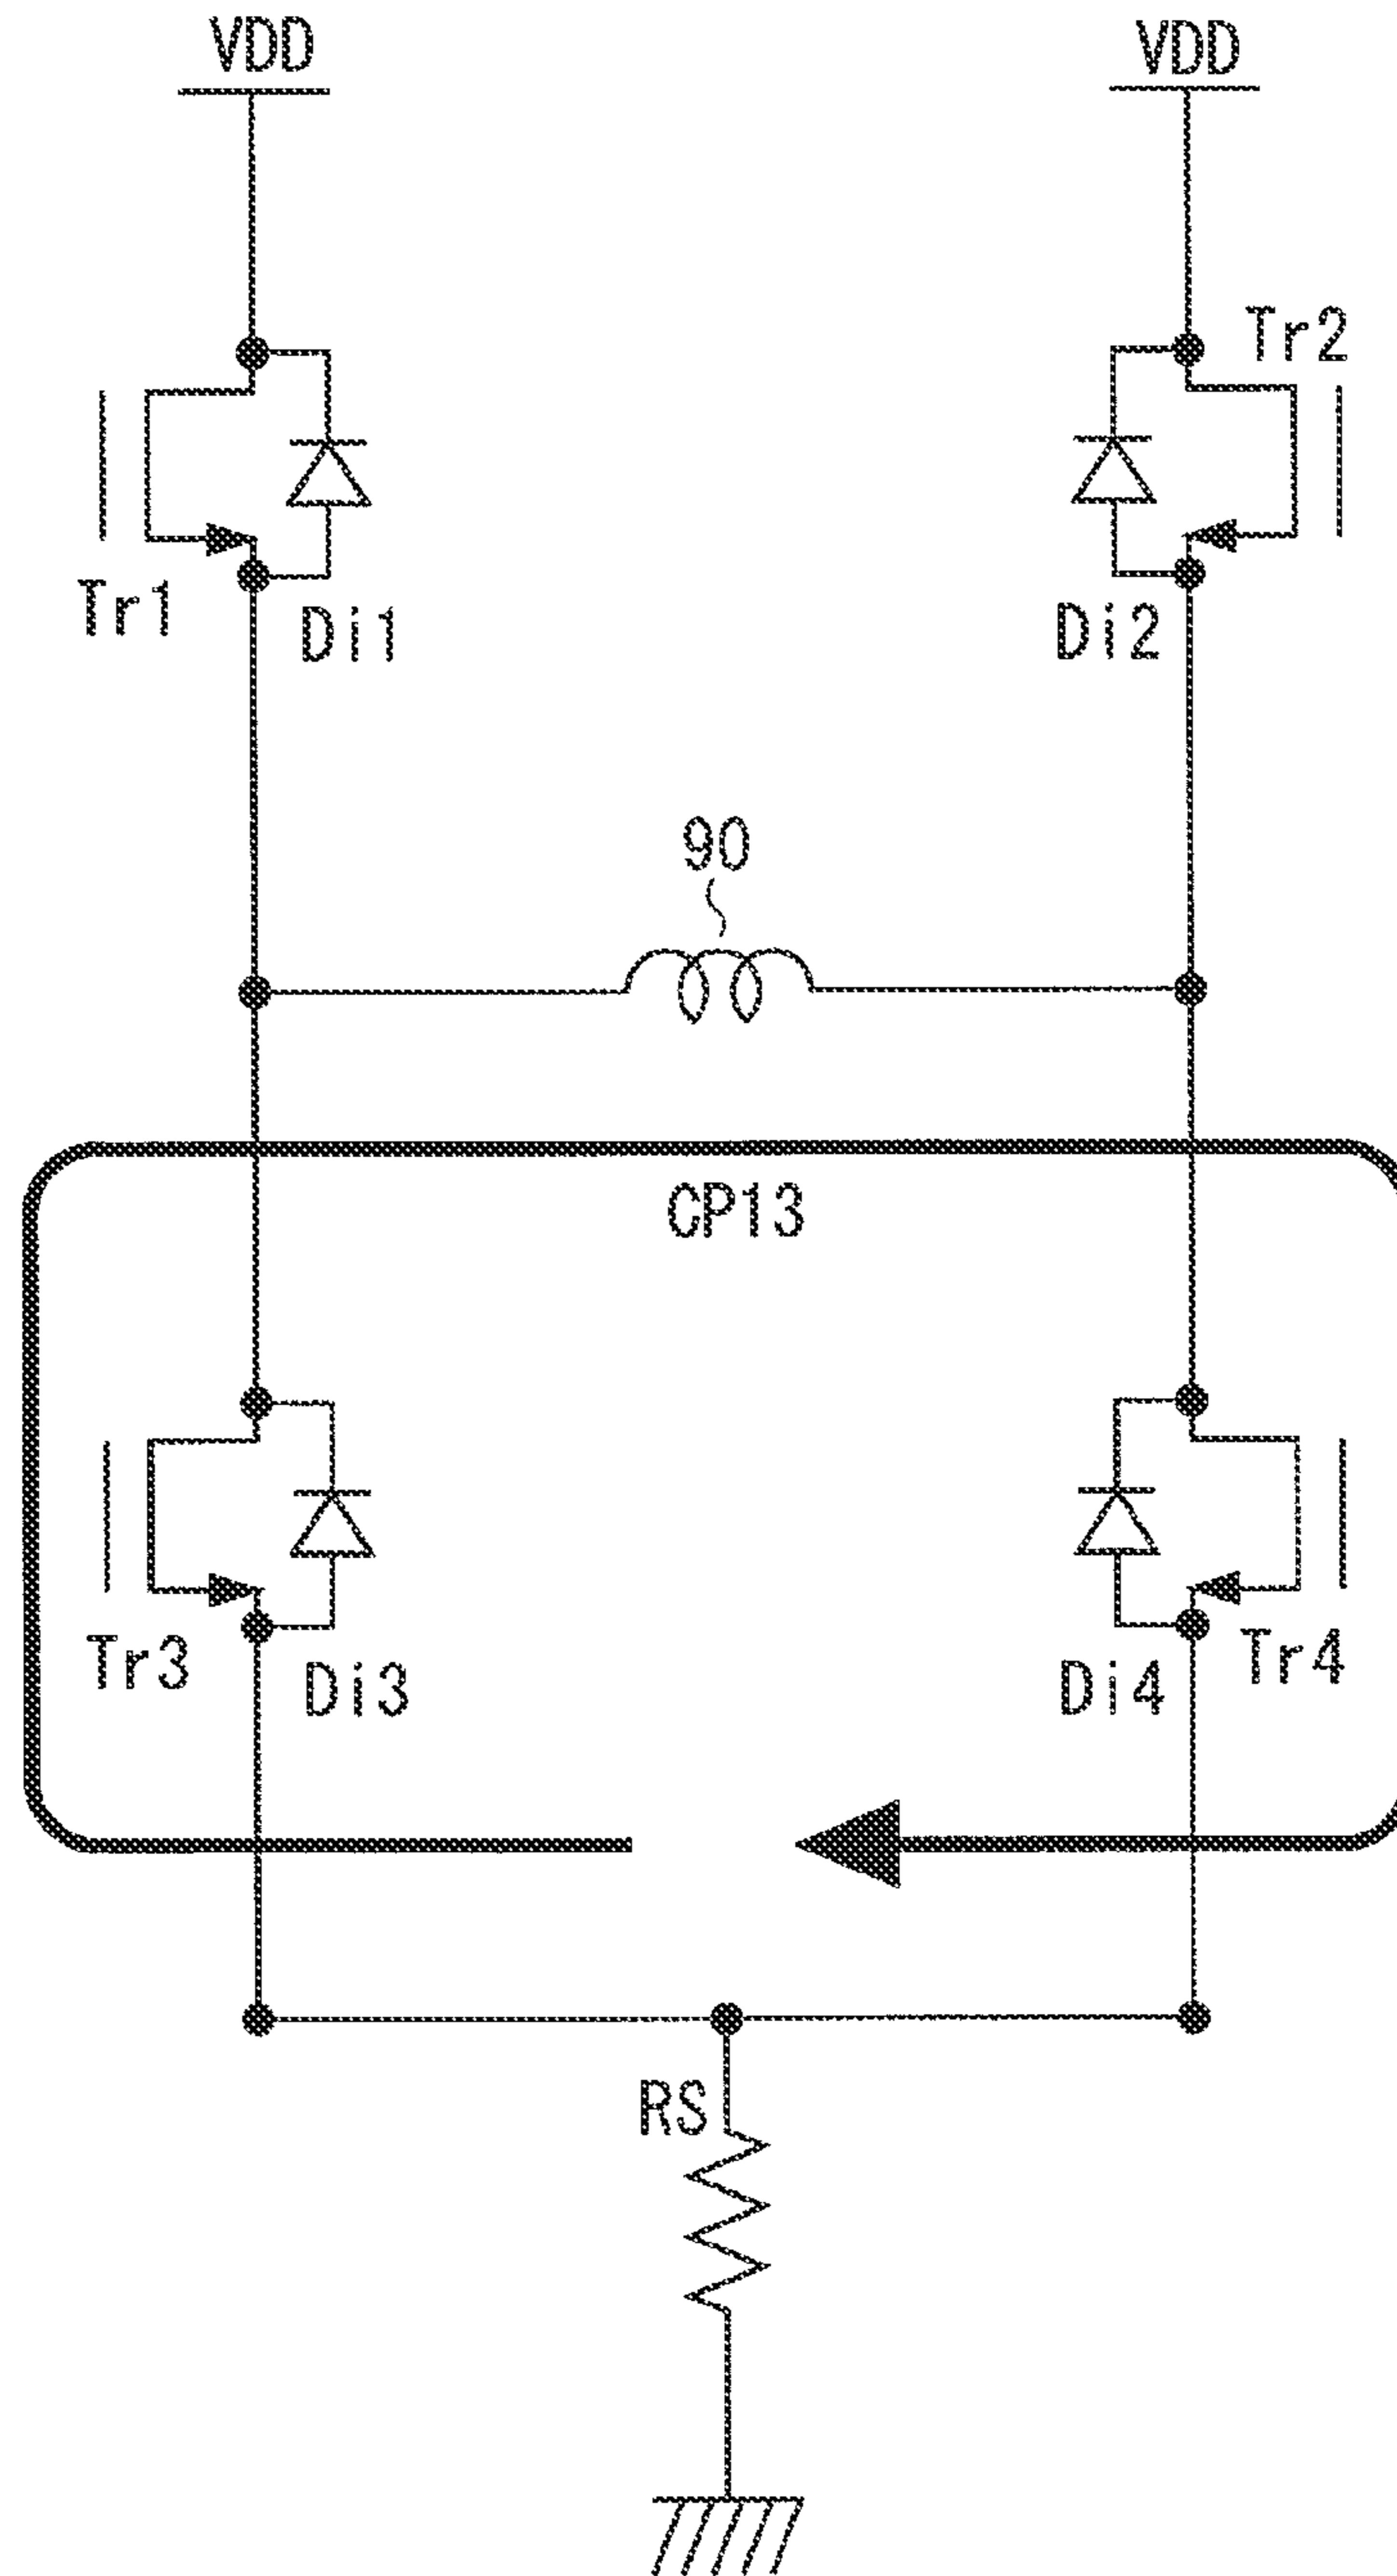 VDD
VDD
Tr2
Tr1
Di1
Di2
90
CP13
Tr3
Di3
Di4
Tr4
RS